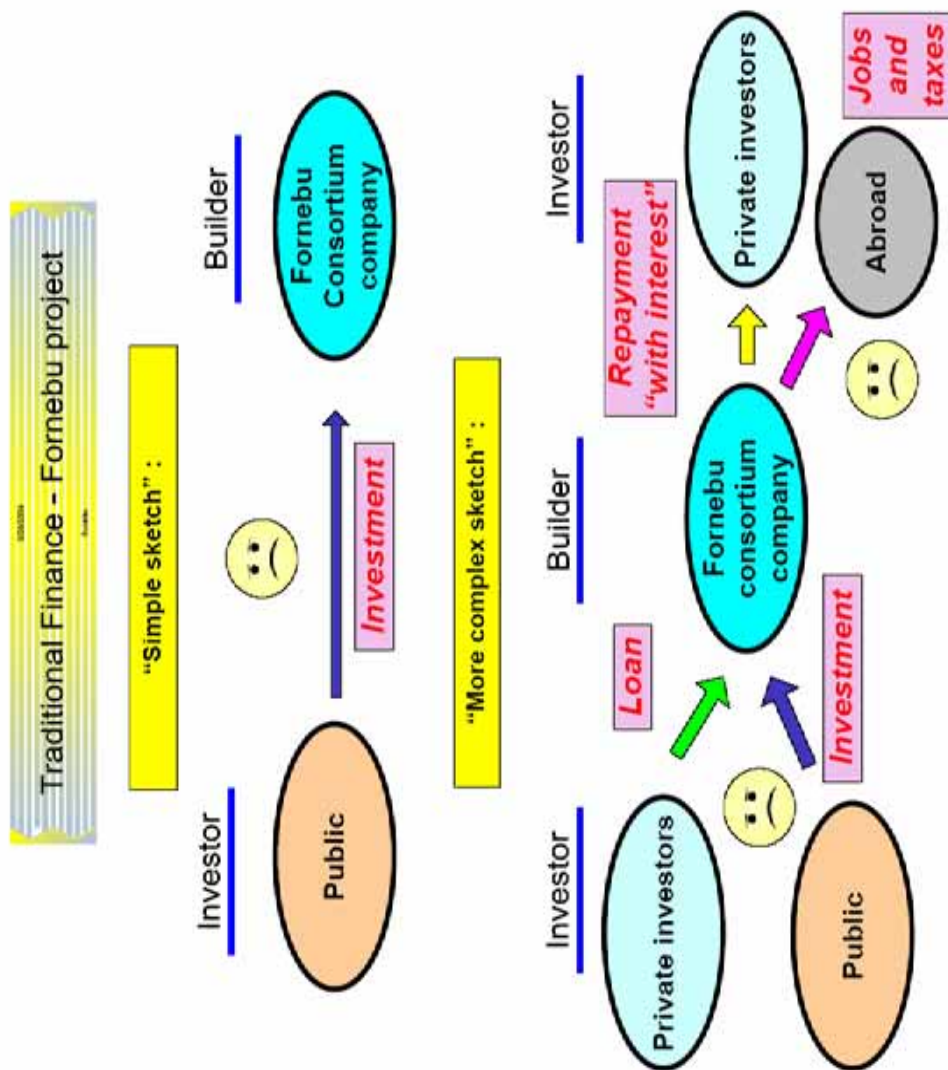 Traditional Finance - Fornebu project
“Simple sketch” :
Investor
Builder
Public
Investment
Fornebu
Consortium
company
“More complex sketch” :
Investor
Builder
Investor
Private investors
Loan
Repayment
“with interest”
Private investors
Fornebu
consortium
company
Public
Investment
Abroad
Jobs
and
taxes